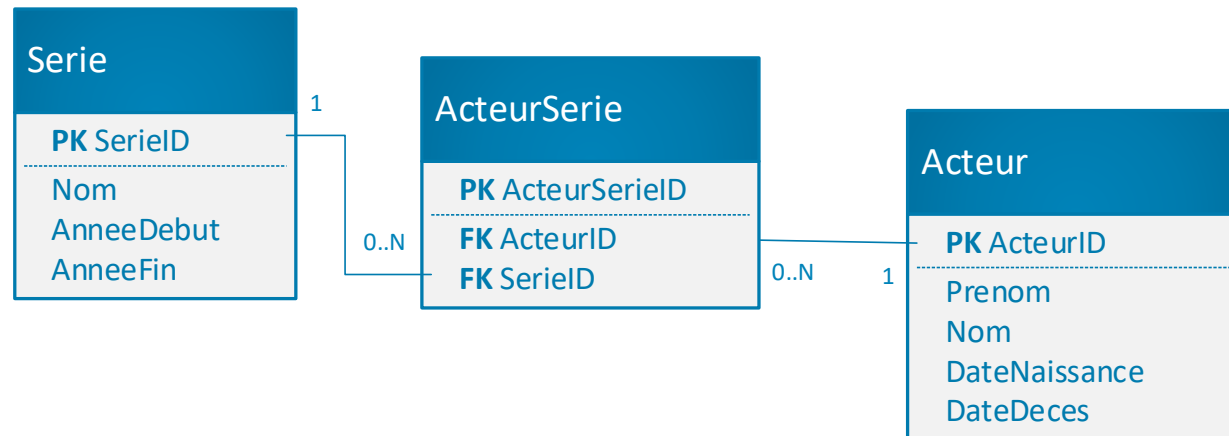 Serie
PK SerieID
Nom
AnneeDebut
AnneeFin
1
0..N
ActeurSerie
PK ActeurSerieID
FK ActeurID
FK SerieID
0..N
1
Acteur
PK ActeurID
Prenom
Nom
DateNaissance
DateDeces